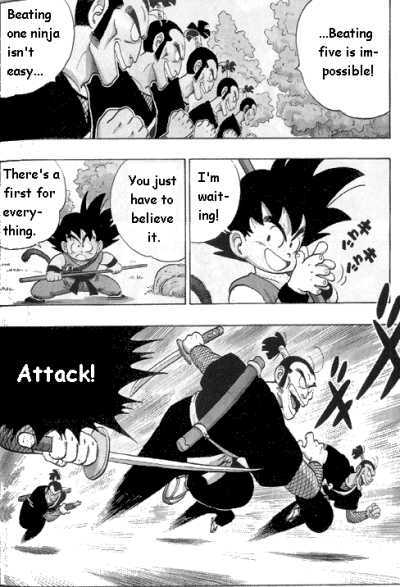 Beating
one ninja
isn't
easy...
...Beating
five is im-
possible!
There's a
first for
every-
thing.
You just
have to
believe
it.
I'm
wait-
ing!
Attack!